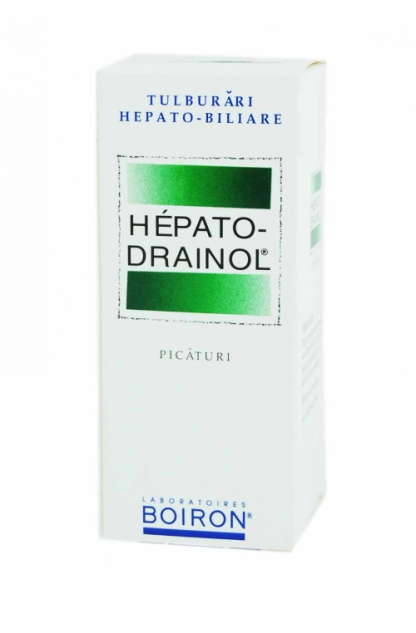 TULBURĂRI
HEPATO-BILIARE
HÉPATO-
DRAINOL®
PICĂTURI
LABORATOIRES
BOIRON®